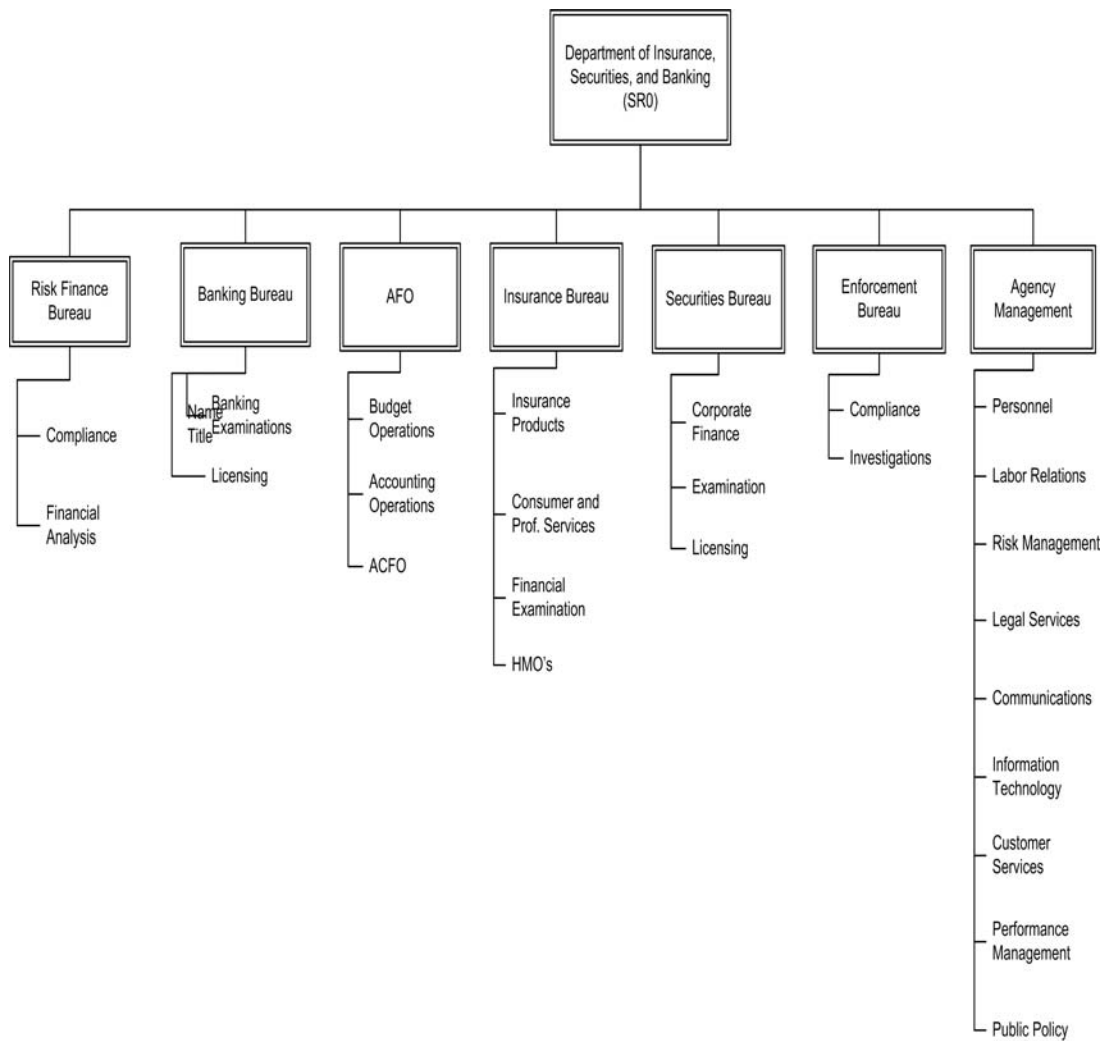 Department of Insurance,
Securities, and Banking
(SR0)
Risk Finance
Bureau
Compliance
Financial
Analysis
Banking Bureau
Name
Title
Banking
Examinations
Licensing
AFO
Budget
Operations
Accounting
Operations
ACFO
Insurance Bureau
Insurance
Products
Consumer and
Prof. Services
Financial
Examination
HMO's
Securities Bureau
Corporate
Finance
Examination
Licensing
Enforcement
Bureau
Compliance
Investigations
Agency
Management
Personnel
Labor Relations
Risk Management
Legal Services
Communications
Information
Technology
Customer
Services
Performance
Management
Public Policy